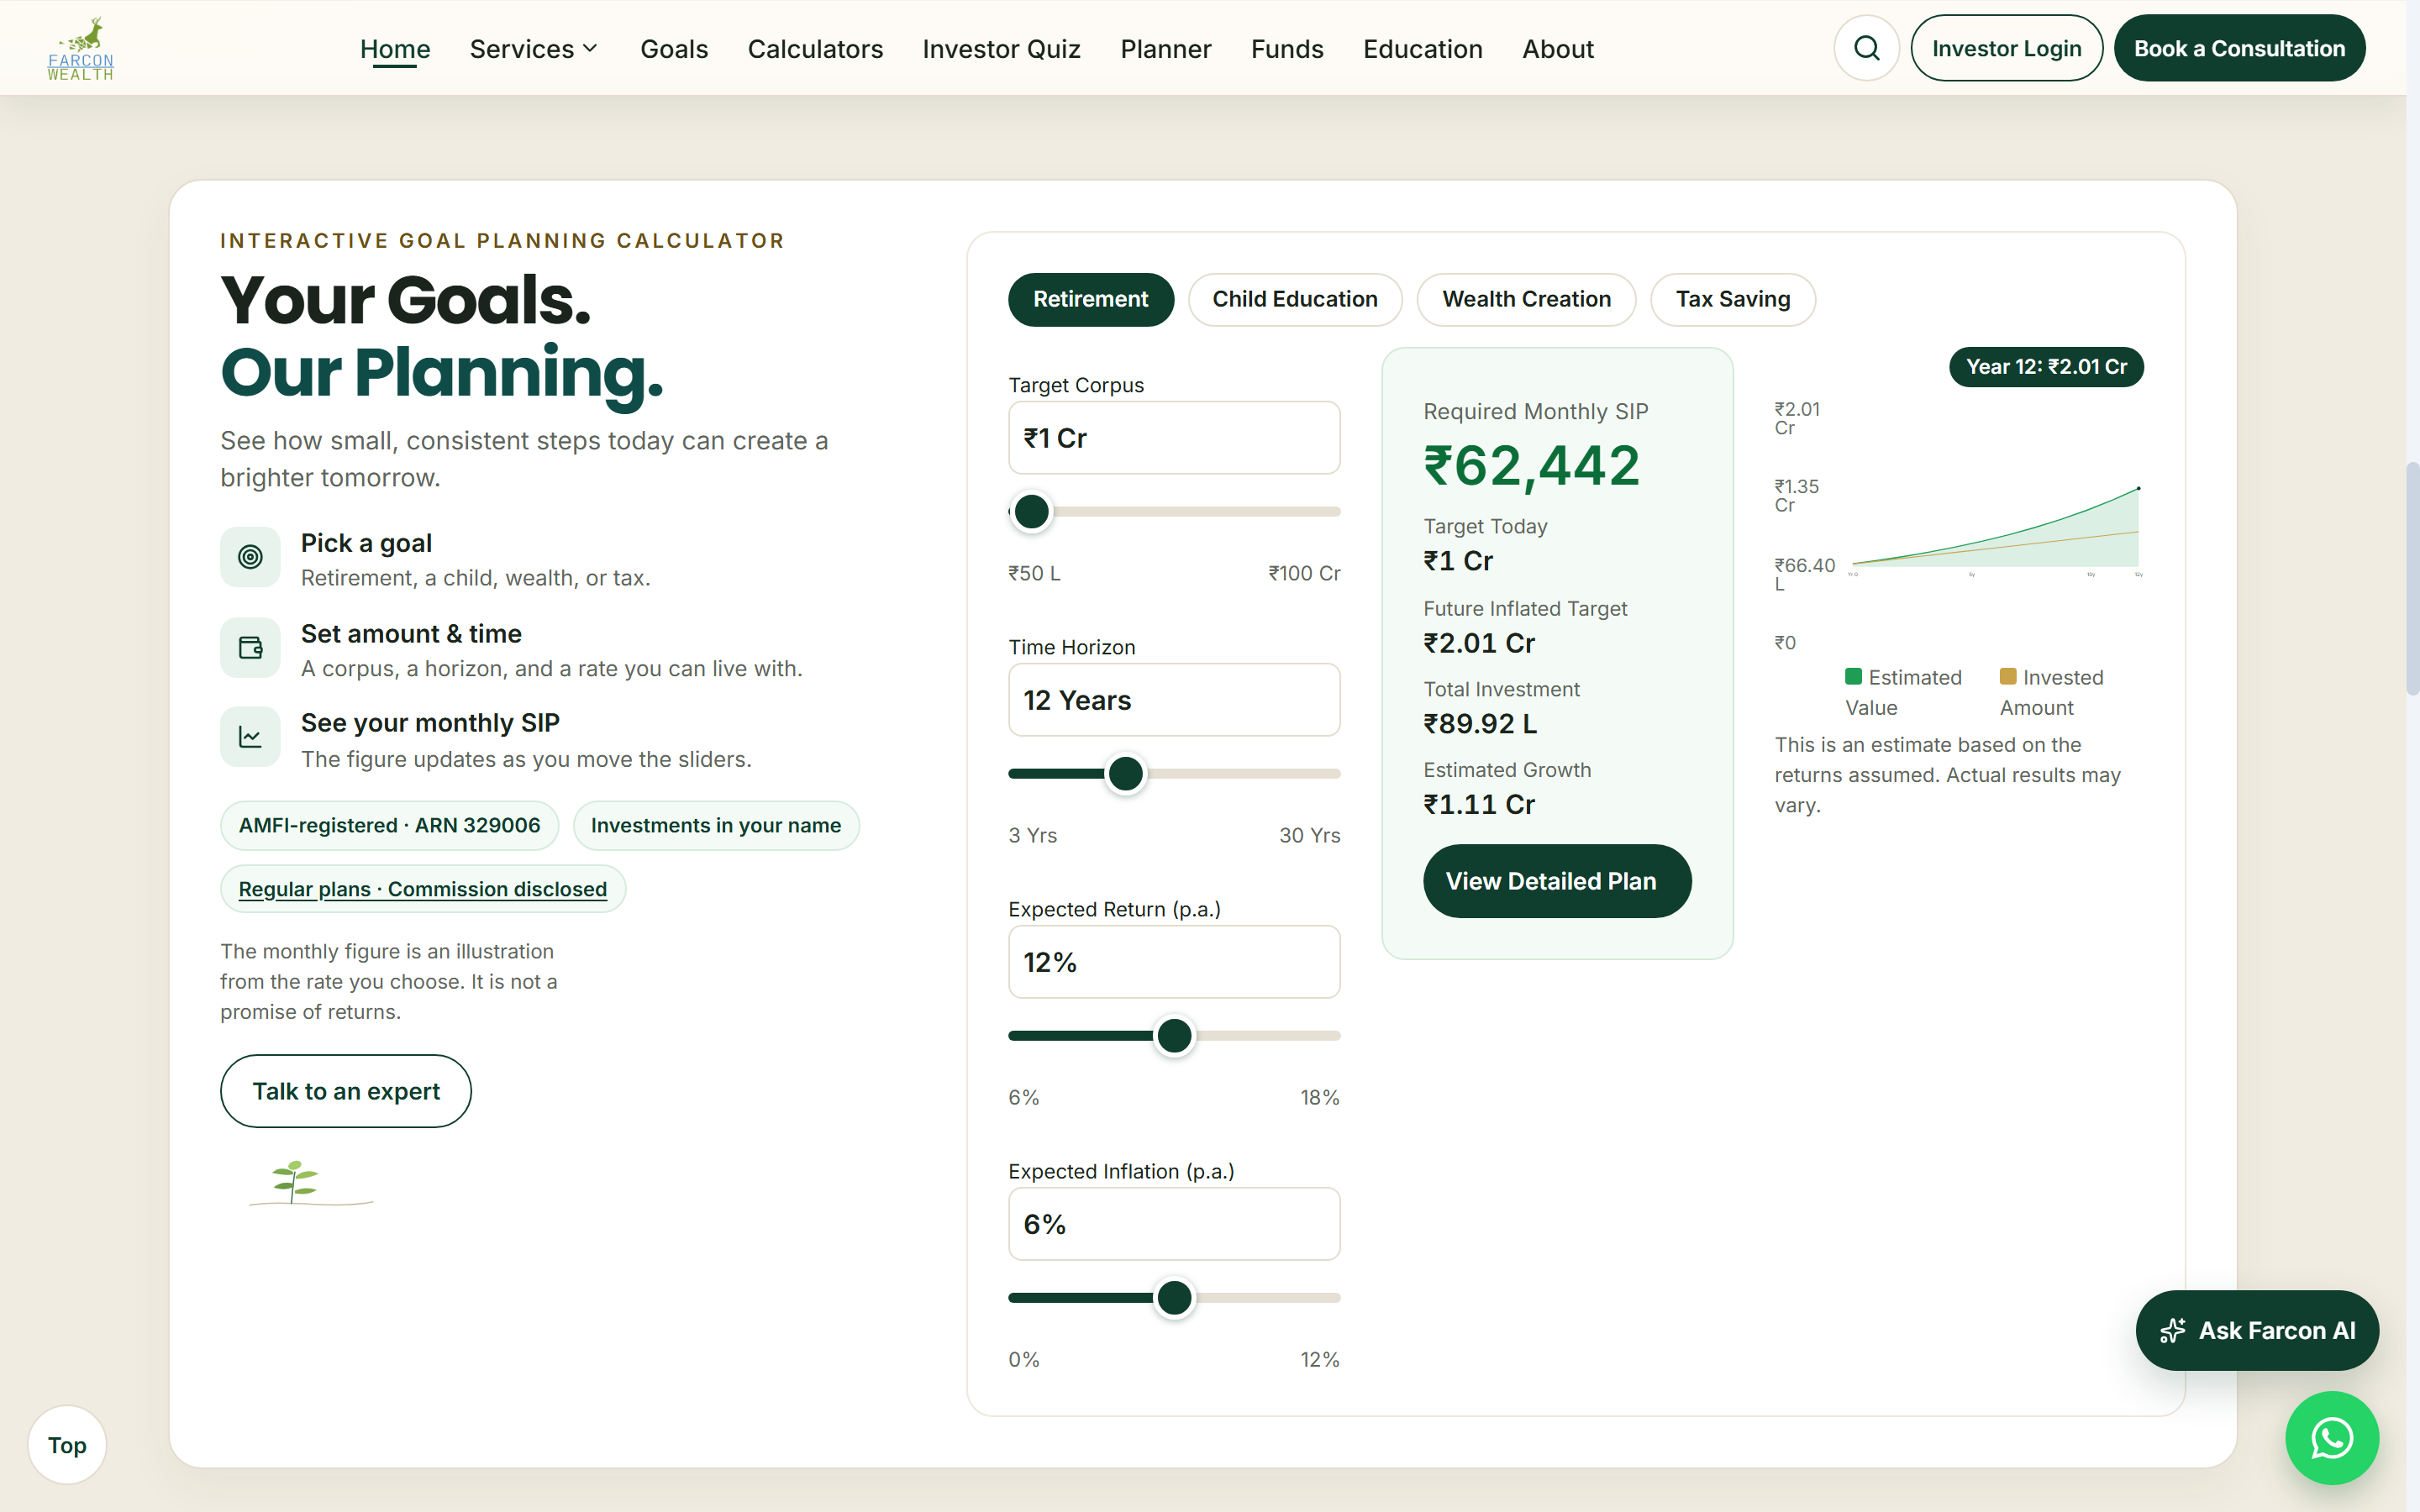 FARCON
WEALTH
Home
Services
Goals
Calculators
Investor Quiz
Planner
Funds
Education
About
Investor Login
Book a Consultation
INTERACTIVE GOAL PLANNING CALCULATOR
Your Goals.
Our Planning.
See how small, consistent steps today can create a
brighter tomorrow.
Pick a goal
Retirement, a child, wealth, or tax.
Set amount & time
A corpus, a horizon, and a rate you can live with.
See your monthly SIP
The figure updates as you move the sliders.
AMFI-registered · ARN 329006
Investments in your name
Regular plans · Commission disclosed
The monthly figure is an illustration
from the rate you choose. It is not a
promise of returns.
Talk to an expert
Retirement
Child Education
Wealth Creation
Tax Saving
Target Corpus
₹1 Cr
₹50 L
₹100 Cr
Time Horizon
12 Years
3 Yrs
30 Yrs
Expected Return (p.a.)
12%
6%
18%
Expected Inflation (p.a.)
6%
0%
12%
Required Monthly SIP
₹62,442
Target Today
₹1 Cr
Future Inflated Target
₹2.01 Cr
Total Investment
₹89.92 L
Estimated Growth
₹1.11 Cr
View Detailed Plan
Year 12: ₹2.01 Cr
₹2.01
Cr
₹1.35
Cr
₹66.40
L
₹0
Yr 0
5y
10y
12y
Estimated
Value
Invested
Amount
This is an estimate based on the
returns assumed. Actual results may
vary.
Ask Farcon AI
Top